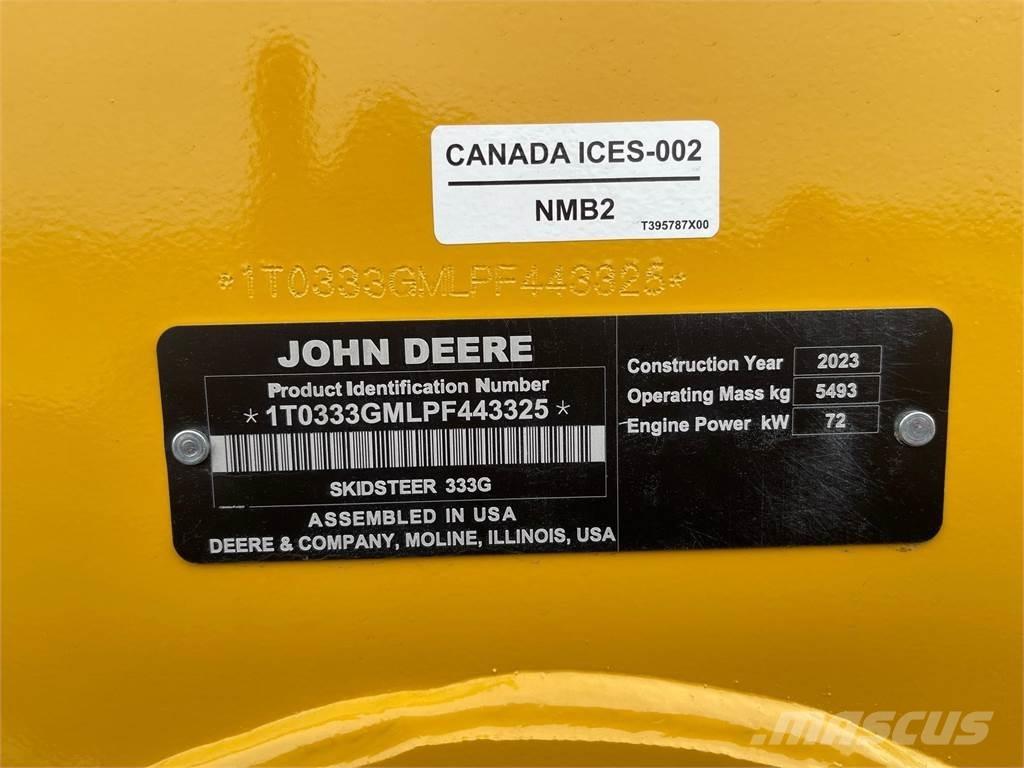 CANADA ICES-002
NMB2
T395787X00
*1T0333GMLPF443325*
JOHN DEERE
Product Identification Number
*1T0333GMLPF443325*
SKIDSTEER 333G
ASSEMBLED IN USA
DEERE & COMPANY, MOLINE, ILLINOIS, USA
Construction Year 2023
Operating Mass kg 5493
Engine Power kW 72
MASCUS